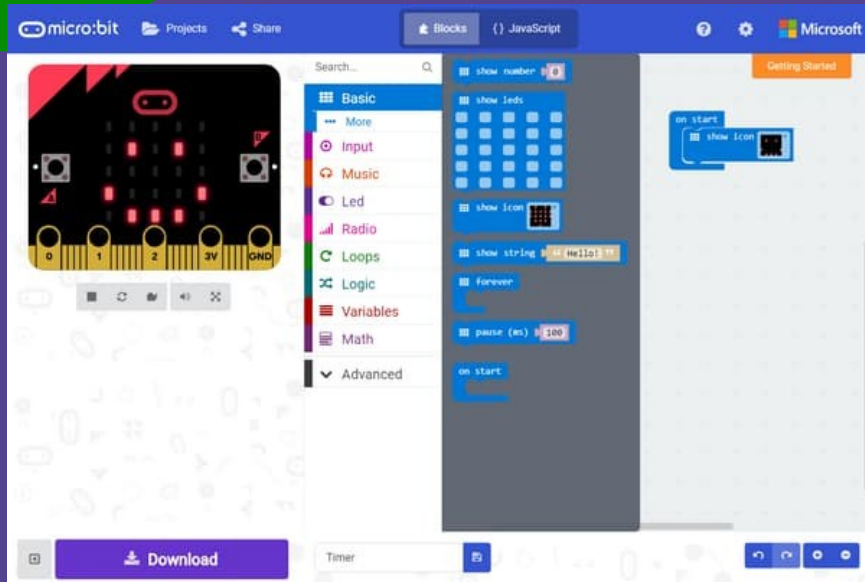 micro:bit Projects Share Blocks {} JavaScript Microsoft
Getting Started
Search...
Basic
More
Input
Music
Led
Radio
Loops
Logic
Variables
Math
Advanced
show number 0
show leds
show icon
show string "Hello!"
forever
pause (ms) 100
on start
on start
show icon
B
A
0 1 2 3V GND
Download
Timer